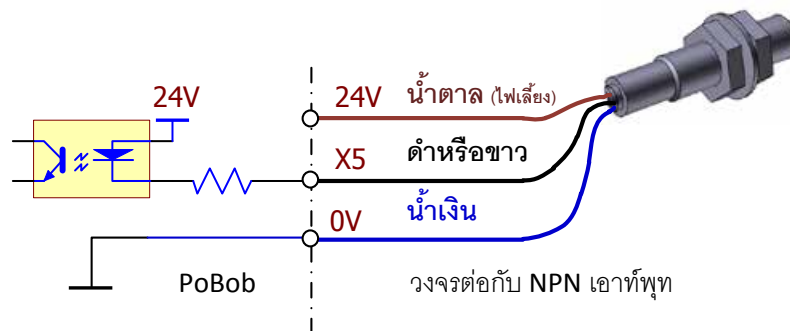 24V
24V น้ำตาล (ไฟเลี้ยง)
X5 ดำหรือขาว
0V น้ำเงิน
PoBob วงจรต่อกับ NPN เอาท์พุท